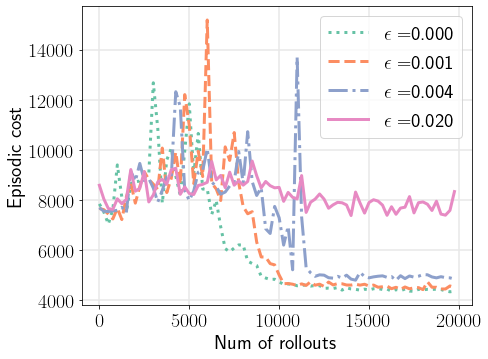 14000
12000
10000
8000
6000
4000
Episodic cost
ϵ =0.000
ϵ =0.001
ϵ =0.004
ϵ =0.020
0 5000 10000 15000 20000
Num of rollouts